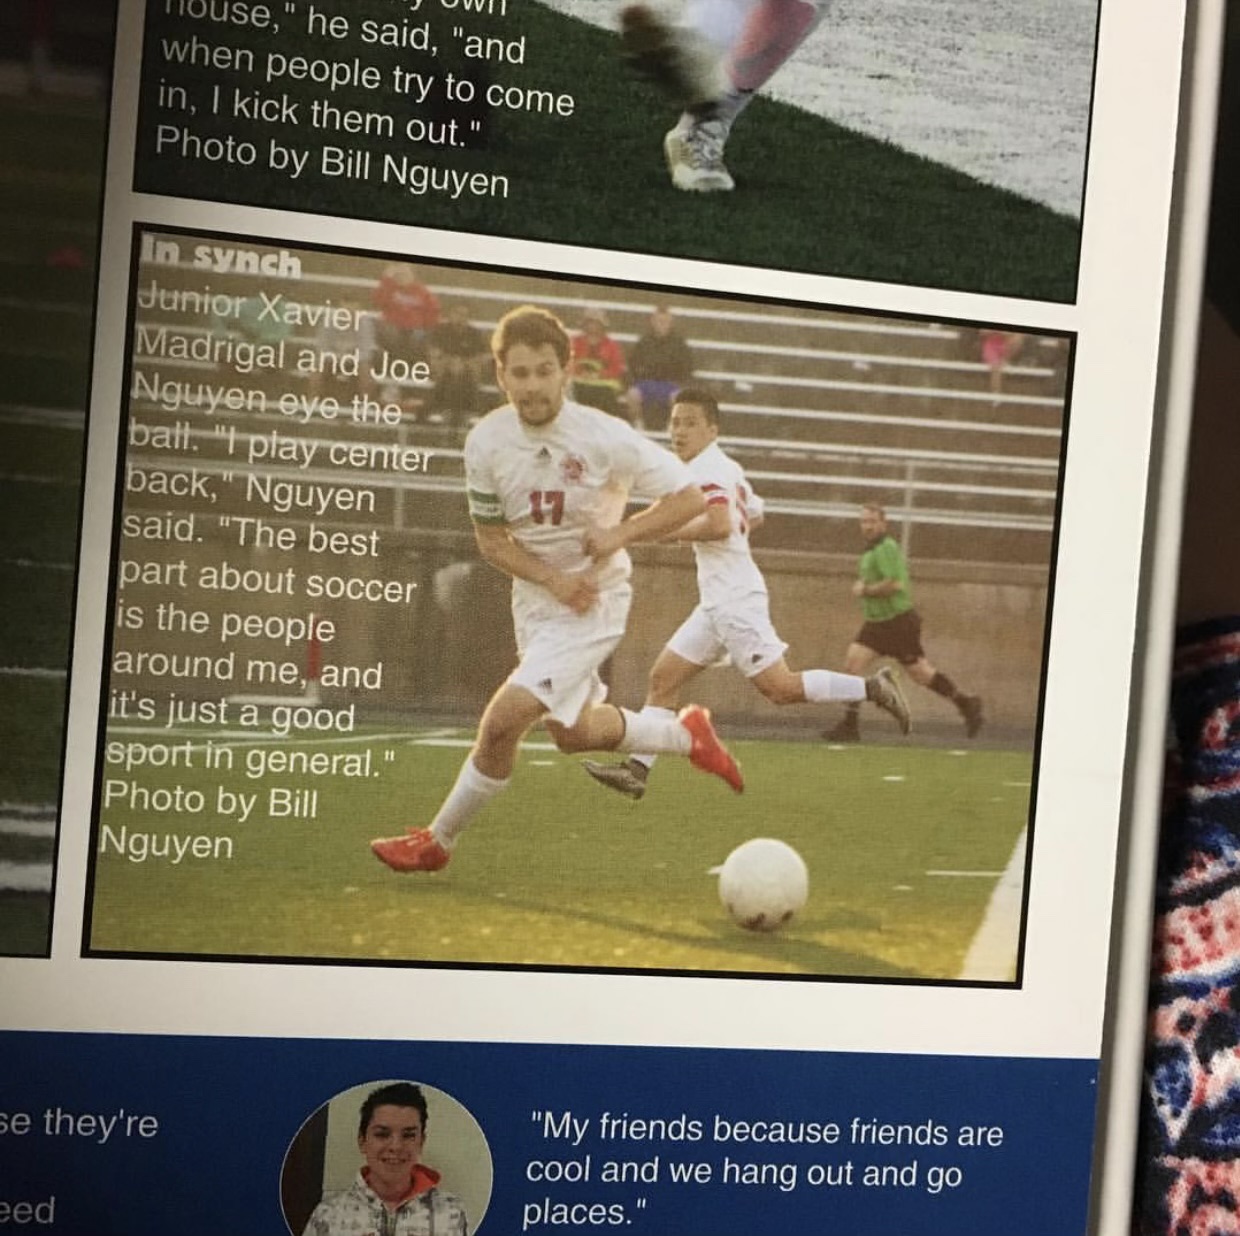 own
house," he said, "and
when people try to come
in, I kick them out."
Photo by Bill Nguyen
In synch
Junior Xavier
Madrigal and Joe
Nguyen eye the
ball. "I play center
back," Nguyen
said. "The best
part about soccer
is the people
around me, and
it's just a good
sport in general."
Photo by Bill
Nguyen
17
se they're
eed
"My friends because friends are
cool and we hang out and go
places."